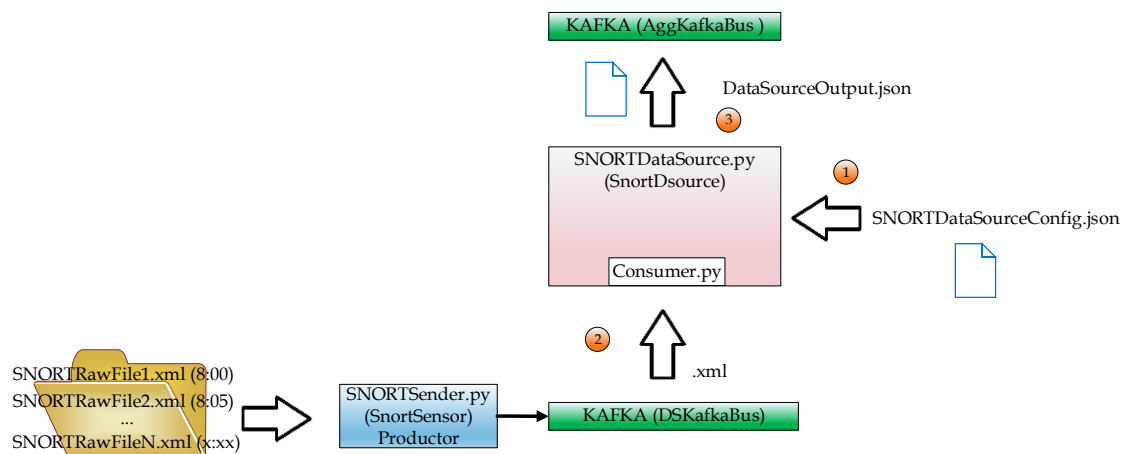 KAFKA (AggKafkaBus )
DataSourceOutput.json
3
SNORTDataSource.py
(SnortDsource)
1
SNORTDataSourceConfig.json
Consumer.py
2
.xml
SNORTRawFile1.xml (8:00)
SNORTRawFile2.xml (8:05)
...
SNORTRawFileN.xml (x:xx)
SNORTSender.py
(SnortSensor)
Productor
KAFKA (DSKafkaBus)